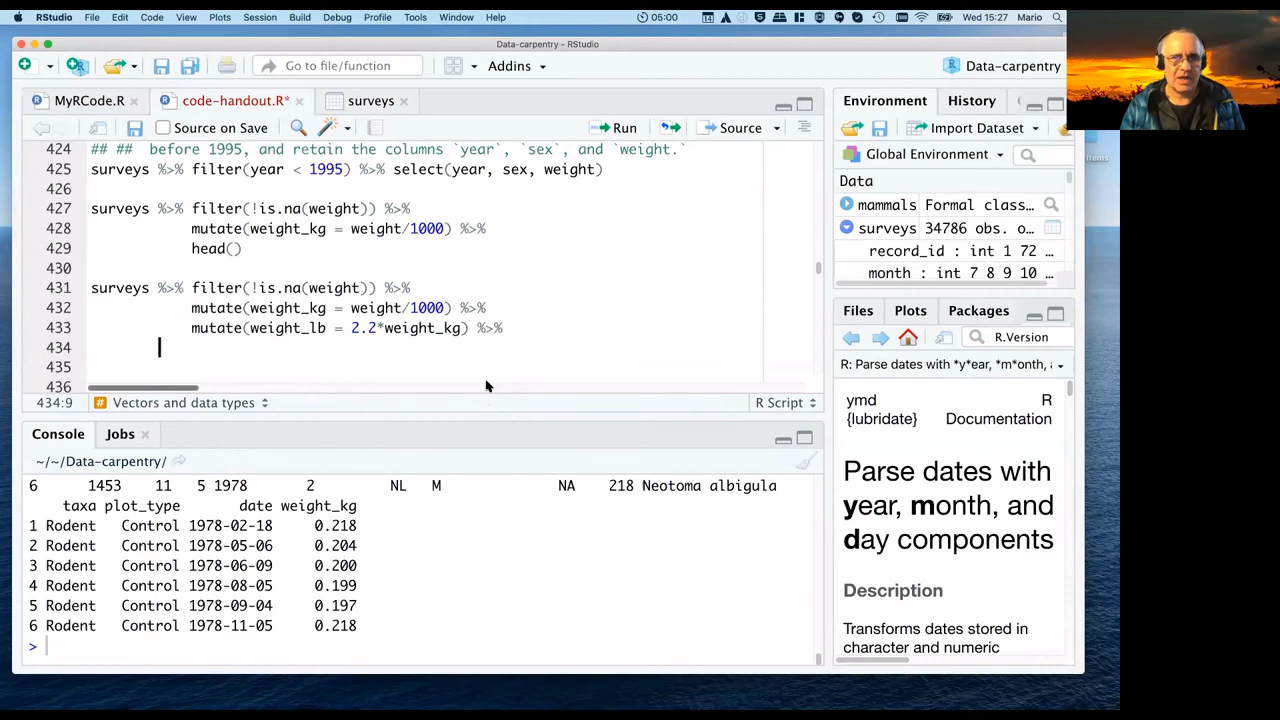 RStudio File Edit Code View Plots Session Build Debug Profile Tools Window Help 05:00 14 Wed 15:27 Mario
Data-carpentry - RStudio
Go to file/function Addins Data-carpentry
MyRCode.R code-handout.R* surveys
Source on Save Run Source
424 ## ## before 1995, and retain the columns `year`, `sex`, and `weight.`
425 surveys %>% filter(year < 1995) %>% select(year, sex, weight)
426
427 surveys %>% filter(!is.na(weight)) %>%
428 mutate(weight_kg = weight/1000) %>%
429 head()
430
431 surveys %>% filter(!is.na(weight)) %>%
432 mutate(weight_kg = weight/1000) %>%
433 mutate(weight_lb = 2.2*weight_kg) %>%
434
435
436
434:9 Vectors and data types R Script
Console Jobs
~/~/Data-carpentry/
6 1453 11 5 1978 2 NL M NA 218 Neotoma albigula
taxa plot_type date weight_kg
1 Rodent Control 1978-02-18 0.218
2 Rodent Control 1978-05-06 0.204
3 Rodent Control 1978-06-09 0.200
4 Rodent Control 1978-08-05 0.199
5 Rodent Control 1978-09-04 0.197
6 Rodent Control 1978-11-05 0.218
>
Environment History
Import Dataset
Global Environment
Data
mammals Formal class…
surveys 34786 obs. o…
record_id : int 1 72 …
month : int 7 8 9 10 …
Files Plots Packages
R.Version
R: Parse dates with *y*ear, *m*onth,
ymd R
{lubridate} Documentation
Parse dates with
year, month, and
day components
Description
Transforms dates stored in
character and numeric
items